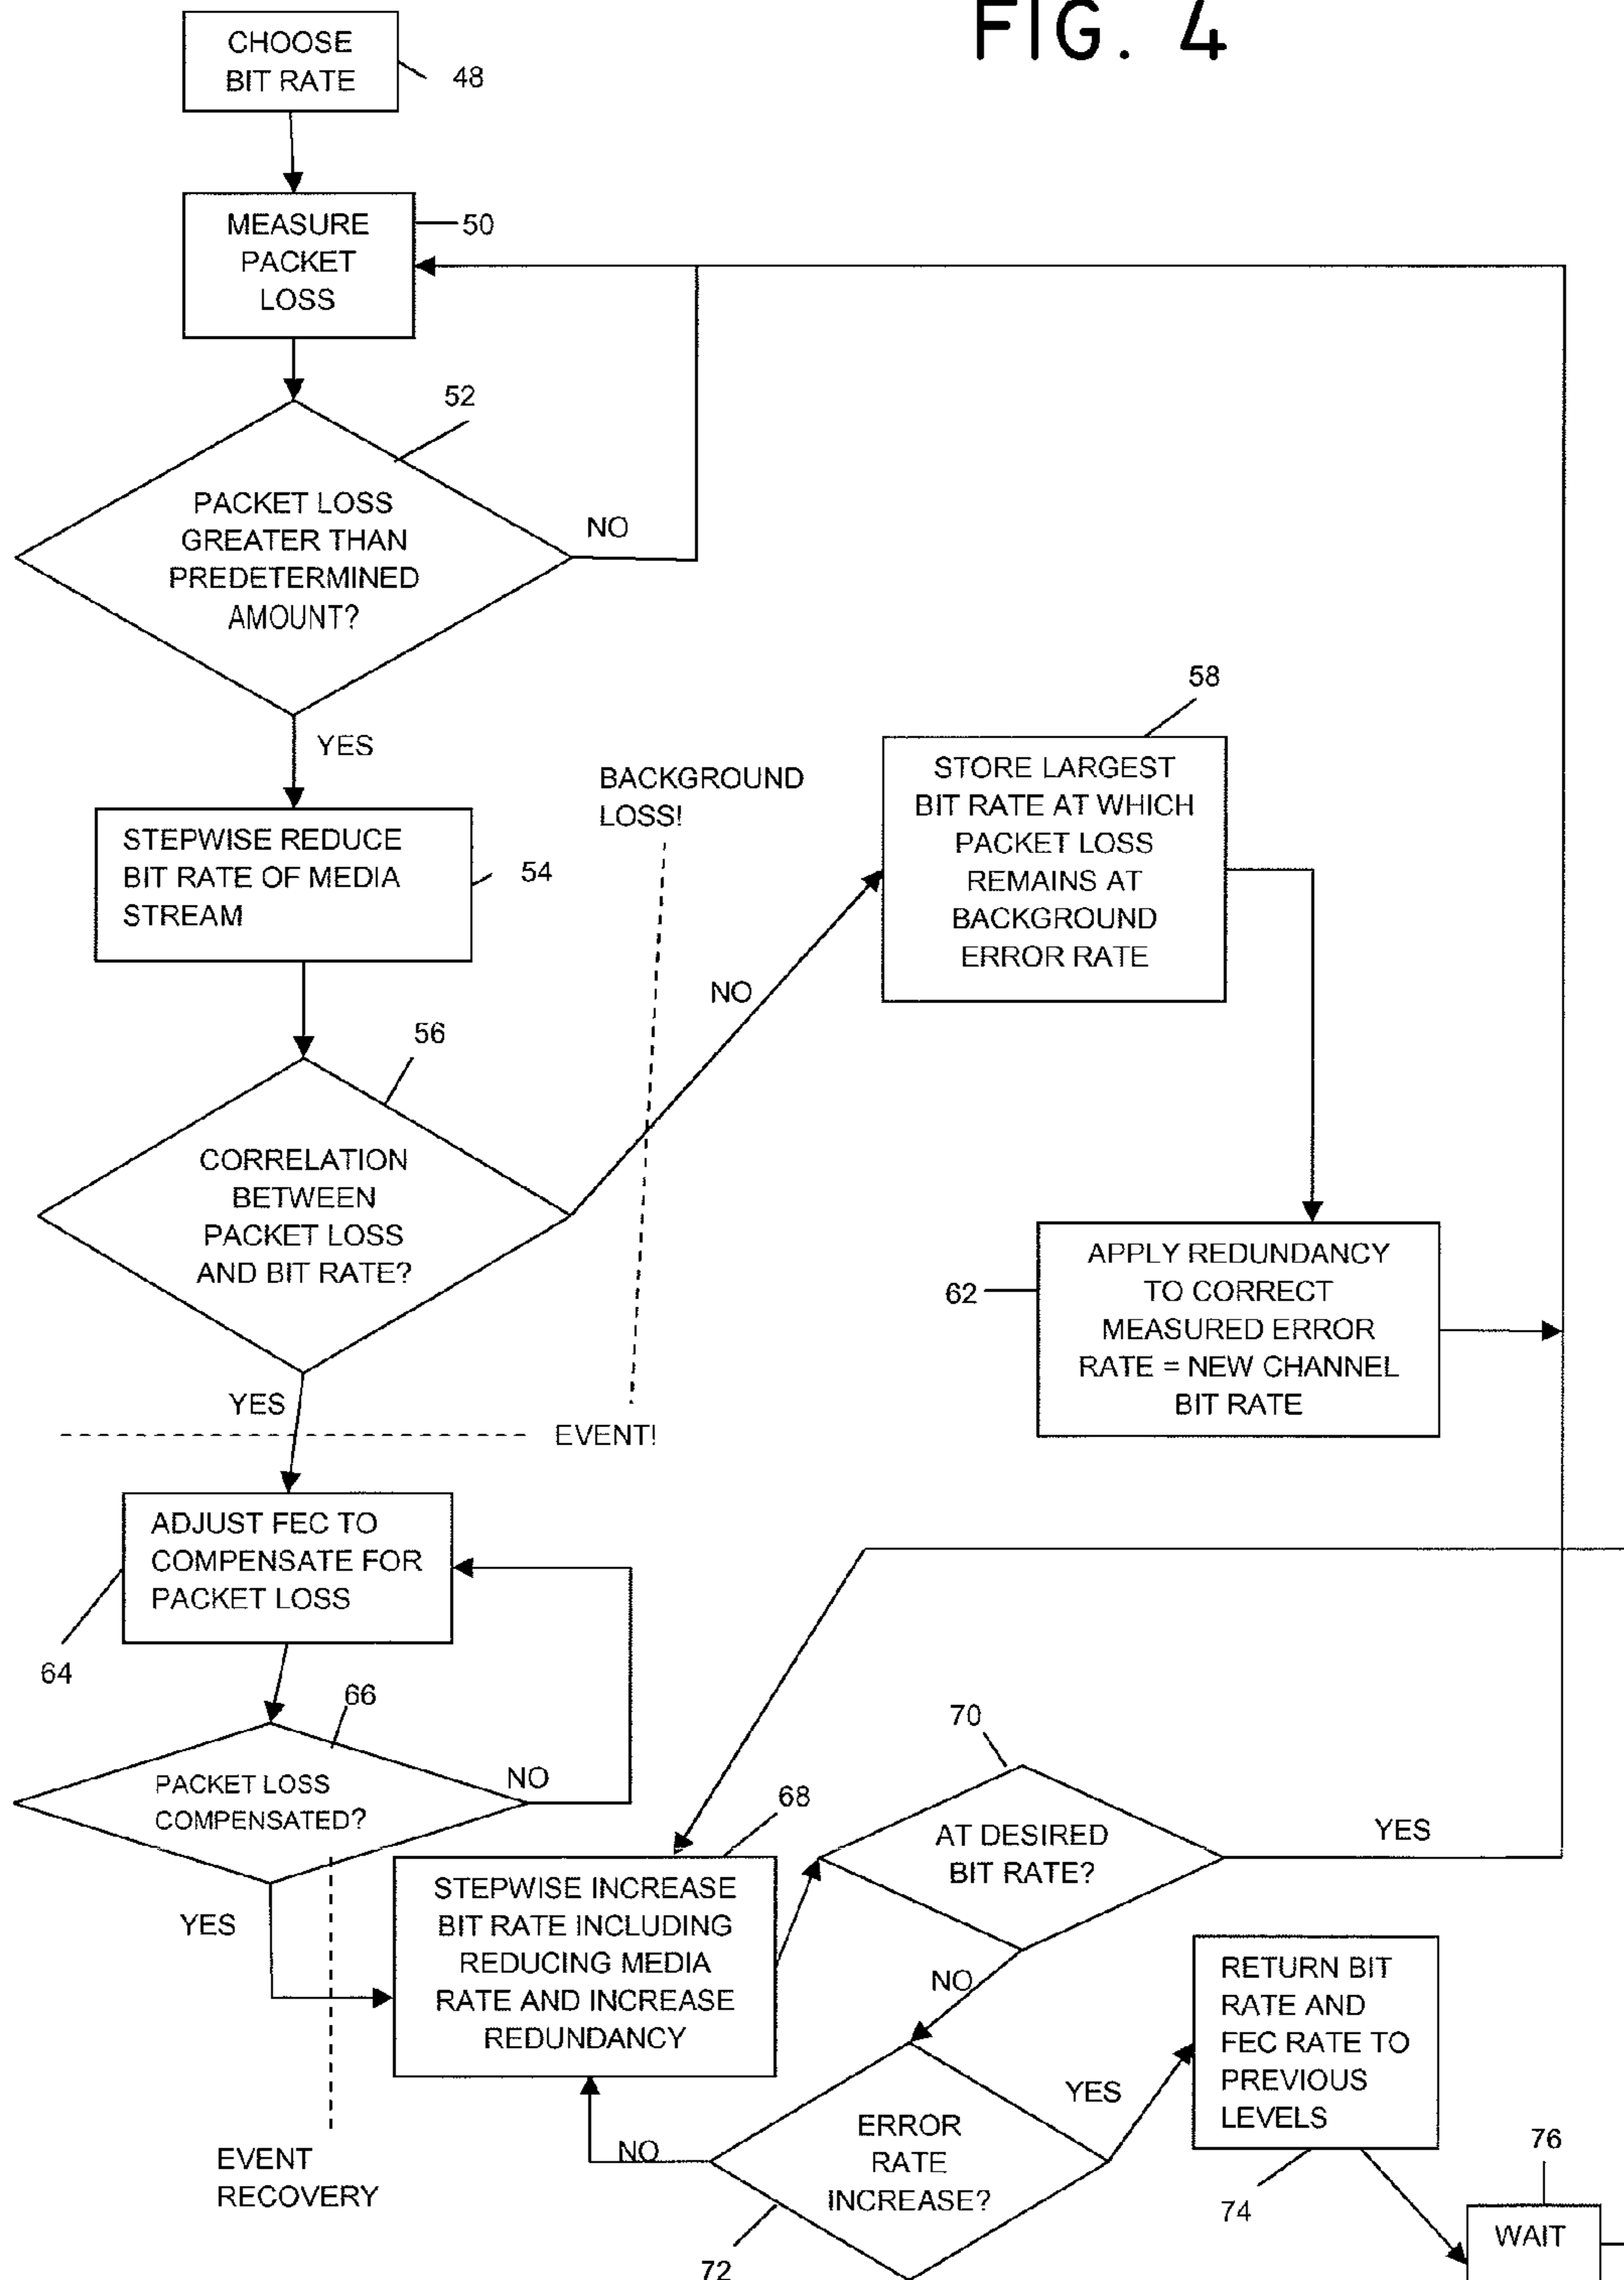 FIG. 4
CHOOSE
BIT RATE
48
MEASURE
PACKET
LOSS
50
52
PACKET LOSS
GREATER THAN
PREDETERMINED
AMOUNT?
NO
YES
STEPWISE REDUCE
BIT RATE OF MEDIA
STREAM
54
BACKGROUND
LOSS!
58
STORE LARGEST
BIT RATE AT WHICH
PACKET LOSS
REMAINS AT
BACKGROUND
ERROR RATE
NO
56
CORRELATION
BETWEEN
PACKET LOSS
AND BIT RATE?
62
APPLY REDUNDANCY
TO CORRECT
MEASURED ERROR
RATE = NEW CHANNEL
BIT RATE
YES
EVENT!
ADJUST FEC TO
COMPENSATE FOR
PACKET LOSS
64
66
PACKET LOSS
COMPENSATED?
NO
YES
68
STEPWISE INCREASE
BIT RATE INCLUDING
REDUCING MEDIA
RATE AND INCREASE
REDUNDANCY
70
AT DESIRED
BIT RATE?
YES
NO
EVENT
RECOVERY
ERROR
RATE
INCREASE?
NO
YES
72
RETURN BIT
RATE AND
FEC RATE TO
PREVIOUS
LEVELS
74
76
WAIT